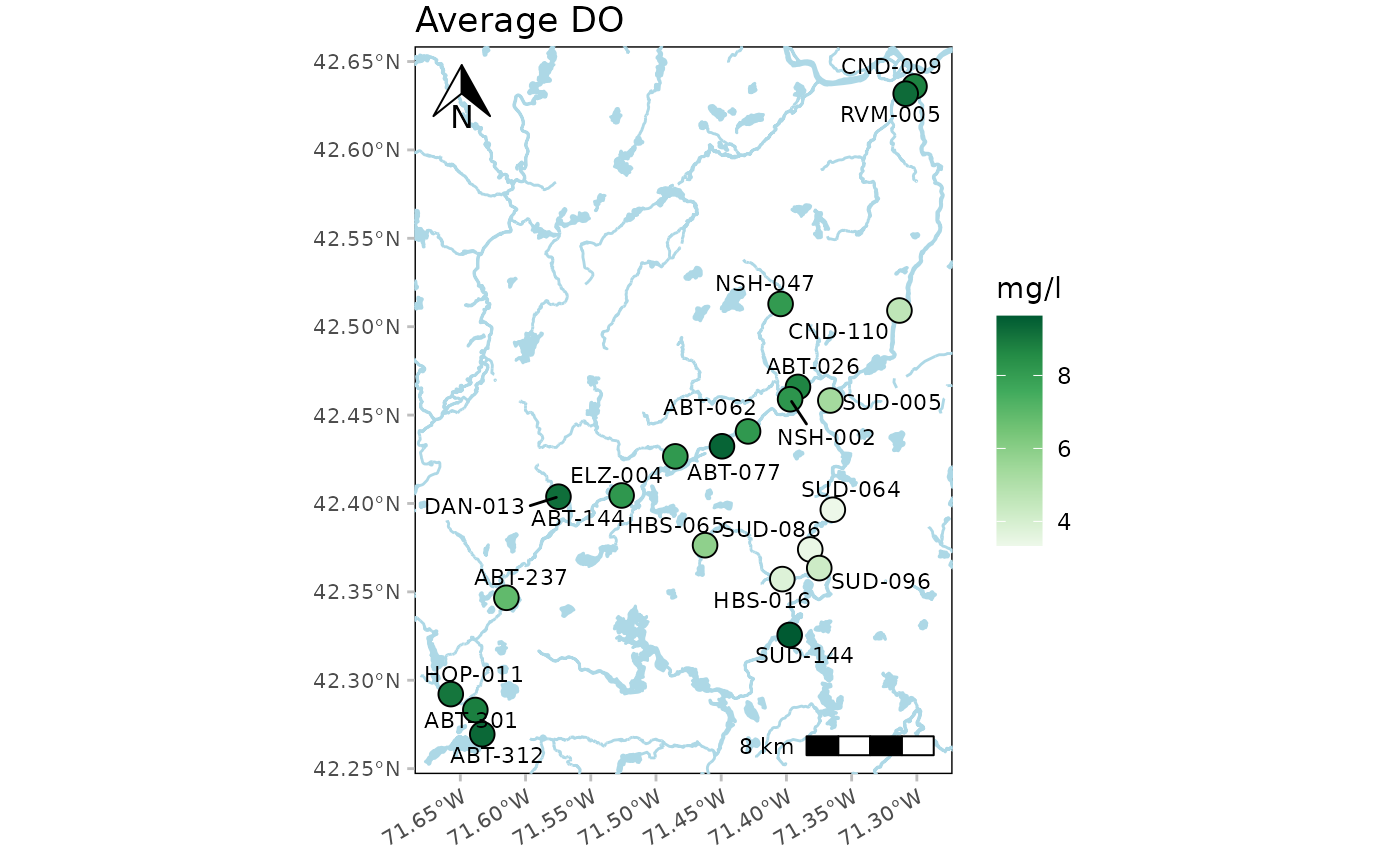 Average DO
42.65°N
42.60°N
42.55°N
42.50°N
42.45°N
42.40°N
42.35°N
42.30°N
42.25°N
N
CND-009
RVM-005
NSH-047
CND-110
ABT-026
SUD-005
ABT-062
NSH-002
ABT-077
ELZ-004
SUD-064
DAN-013
ABT-144
HBS-065
SUD-086
ABT-237
SUD-096
HBS-016
SUD-144
HOP-011
ABT-301
ABT-312
8 km
71.65°W
71.60°W
71.55°W
71.50°W
71.45°W
71.40°W
71.35°W
71.30°W
mg/l
8
6
4